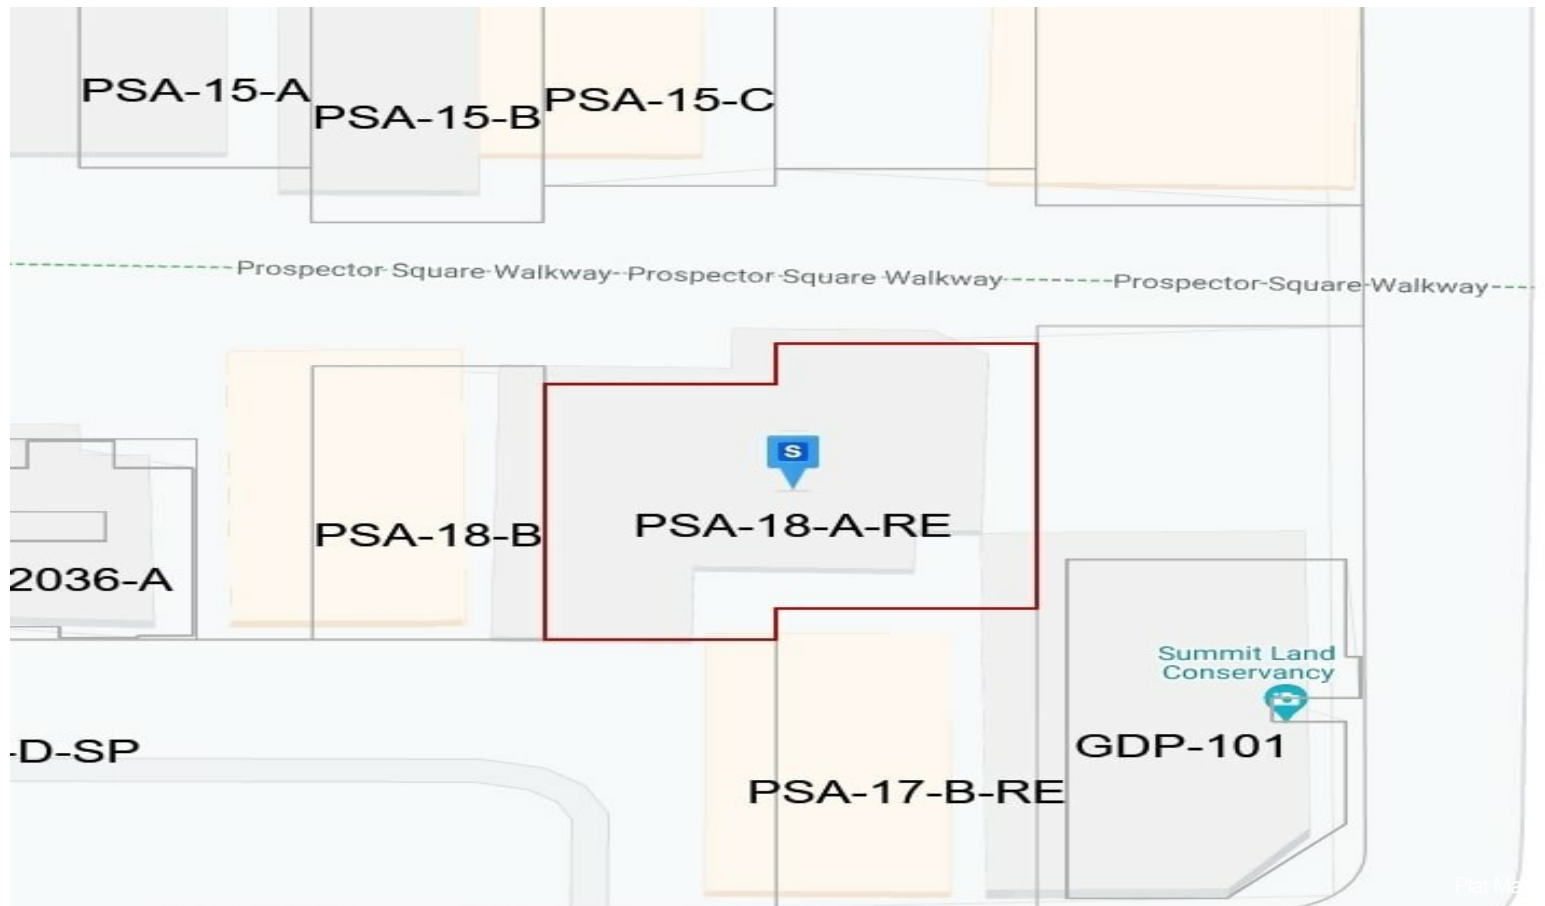 PSA-15-A
PSA-15-B
PSA-15-C
Prospector Square Walkway Prospector Square Walkway
Prospector Square Walkway
S
PSA-18-B
PSA-18-A-RE
2036-A
Summit Land
Conservancy
-D-SP
GDP-101
PSA-17-B-RE
Plat